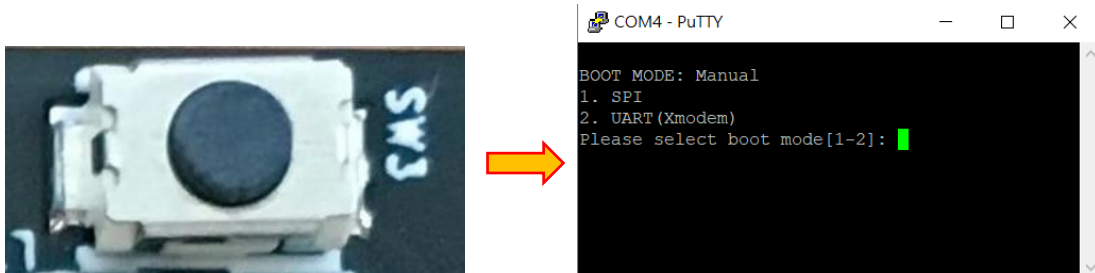 SW3
COM4 - PuTTY
BOOT MODE: Manual
1. SPI
2. UART(Xmodem)
Please select boot mode[1-2]: